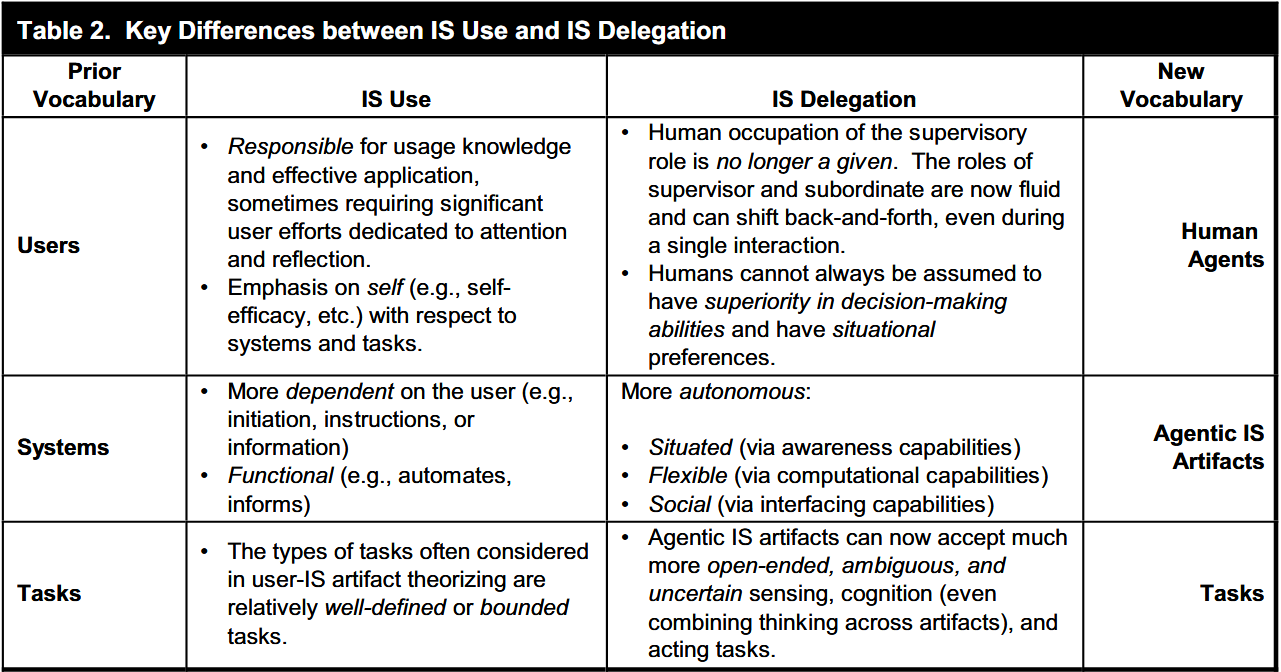 Table 2. Key Differences between IS Use and IS Delegation
Prior
Vocabulary
IS Use
IS Delegation
New
Vocabulary
Users
• Responsible for usage knowledge
and effective application,
sometimes requiring significant
user efforts dedicated to attention
and reflection.
• Emphasis on self (e.g., self-
efficacy, etc.) with respect to
systems and tasks.
• Human occupation of the supervisory
role is no longer a given. The roles of
supervisor and subordinate are now fluid
and can shift back-and-forth, even during
a single interaction.
• Humans cannot always be assumed to
have superiority in decision-making
abilities and have situational
preferences.
Human
Agents
Systems
• More dependent on the user (e.g.,
initiation, instructions, or
information)
• Functional (e.g., automates,
informs)
More autonomous:
• Situated (via awareness capabilities)
• Flexible (via computational capabilities)
• Social (via interfacing capabilities)
Agentic IS
Artifacts
Tasks
• The types of tasks often considered
in user-IS artifact theorizing are
relatively well-defined or bounded
tasks.
• Agentic IS artifacts can now accept much
more open-ended, ambiguous, and
uncertain sensing, cognition (even
combining thinking across artifacts), and
acting tasks.
Tasks